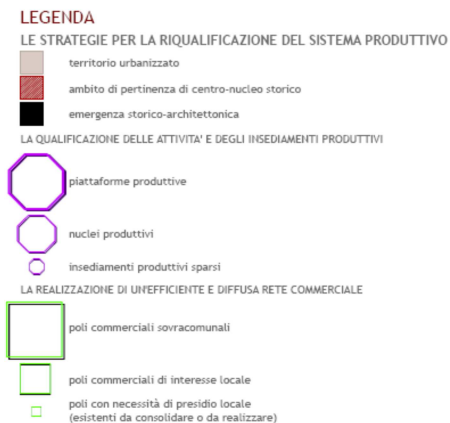 LEGENDA
LE STRATEGIE PER LA RIQUALIFICAZIONE DEL SISTEMA PRODUTTIVO
territorio urbanizzato
ambito di pertinenza di centro-nucleo storico
emergenza storico-architettonica
LA QUALIFICAZIONE DELLE ATTIVITA' E DEGLI INSEDIAMENTI PRODUTTIVI
piattaforme produttive
nuclei produttivi
insediamenti produttivi sparsi
LA REALIZZAZIONE DI UN'EFFICIENTE E DIFFUSA RETE COMMERCIALE
poli commerciali sovracomunali
poli commerciali di interesse locale
poli con necessità di presidio locale
(esistenti da consolidare o da realizzare)